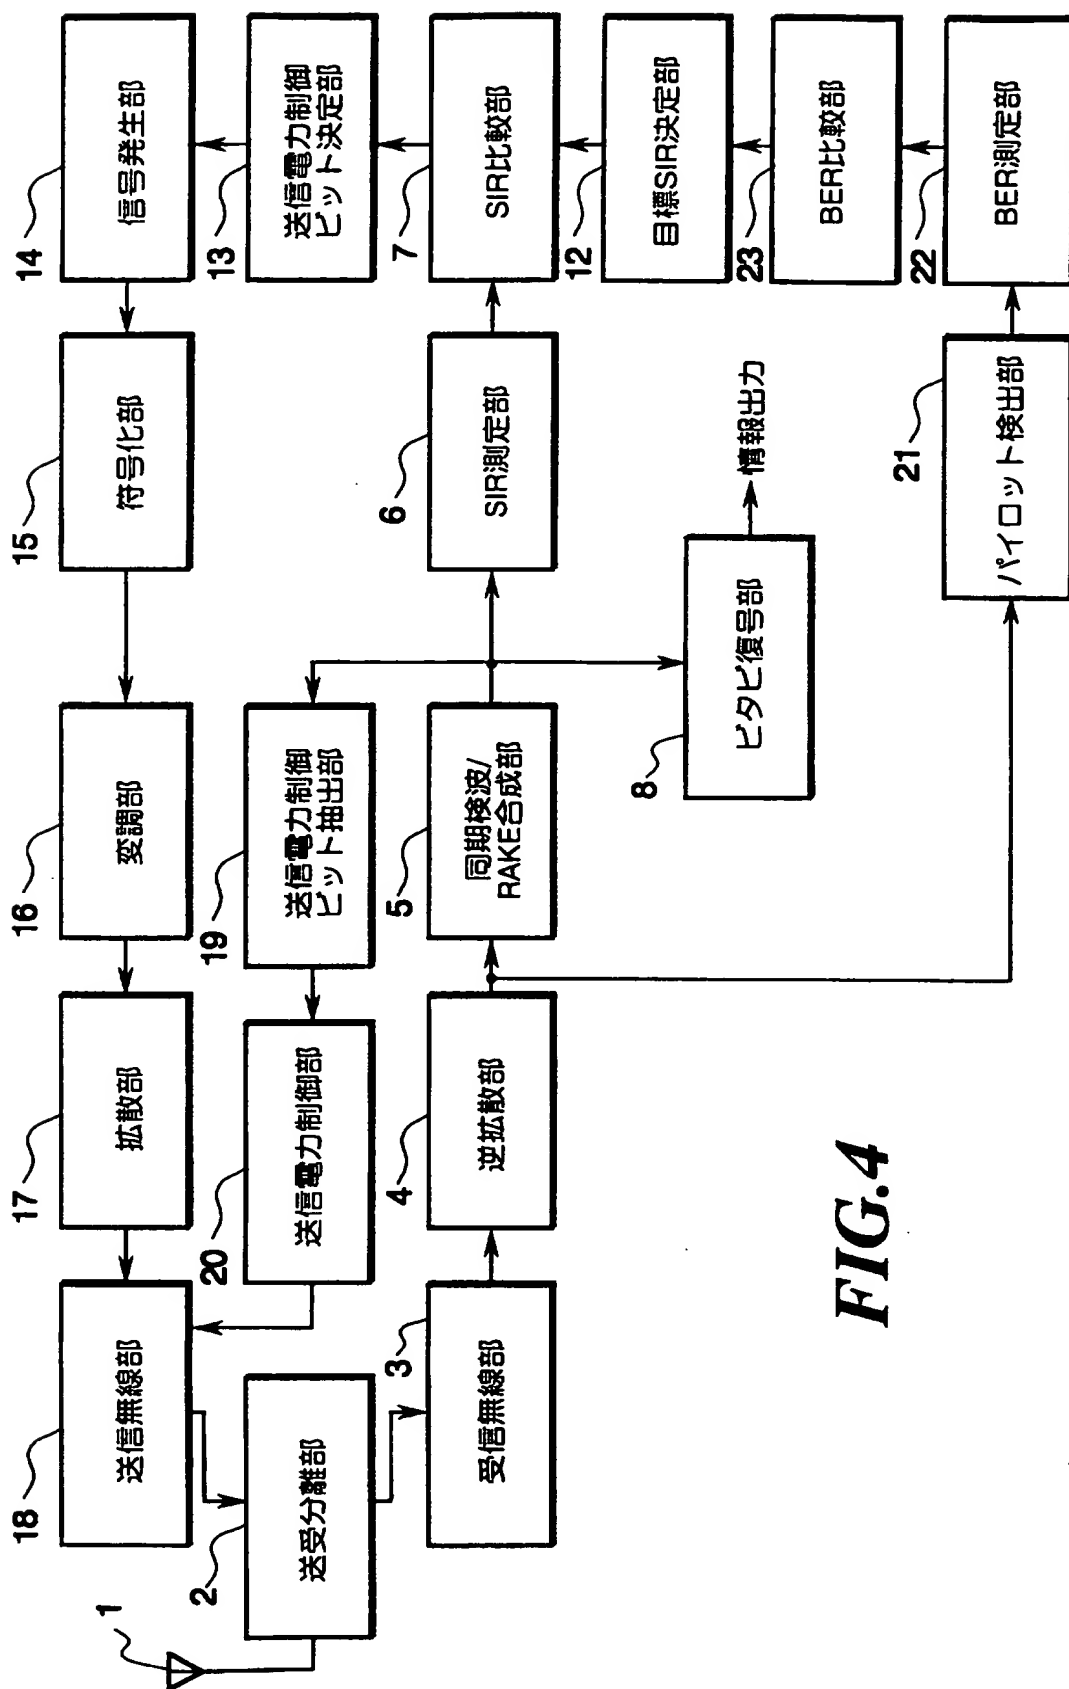 1
2
送受分離部
18
送信無線部
17
拡散部
16
変調部
15
符号化部
14
信号発生部
20
送信電力制御部
19
送信電力制御
ビット抽出部
13
送信電力制御
ビット決定部
3
受信無線部
4
逆拡散部
5
同期検波/
RAKE合成部
6
SIR測定部
7
SIR比較部
12
目標SIR決定部
8
ビタビ復号部
情報出力
23
BER比較部
21
パイロット検出部
22
BER測定部
FIG.4